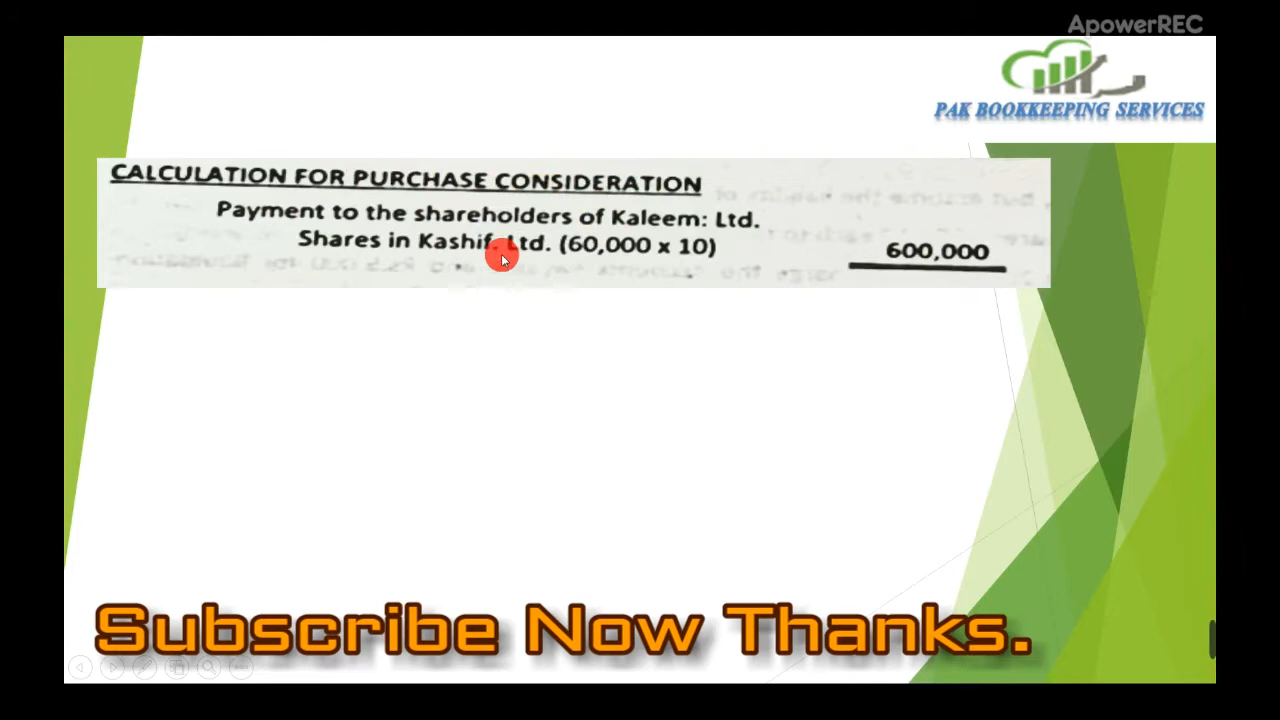 ApowerREC
PAK BOOKKEEPING SERVICES
CALCULATION FOR PURCHASE CONSIDERATION
Payment to the shareholders of Kaleem: Ltd.
Shares in Kashif. Ltd. (60,000 x 10) 600,000
Subscribe Now Thanks.